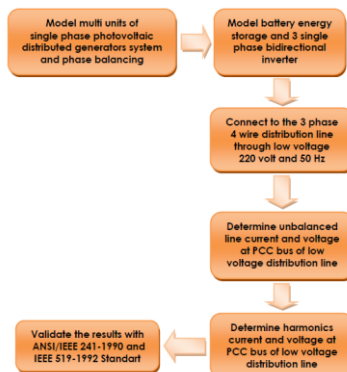 Model multi units of
single phase photovoltaic
distributed generators system
and phase balancing
Model battery energy
storage and 3 single
phase bidirectional
inverter
Connect to the 3 phase
4 wire distribution line
through low voltage
220 volt and 50 Hz
Determine unbalanced
line current and voltage
at PCC bus of low
voltage distribution line
Determine harmonics
current and voltage at
PCC bus of low voltage
distribution line
Validate the results with
ANSI/IEEE 241-1990 and
IEEE 519-1992 Standart